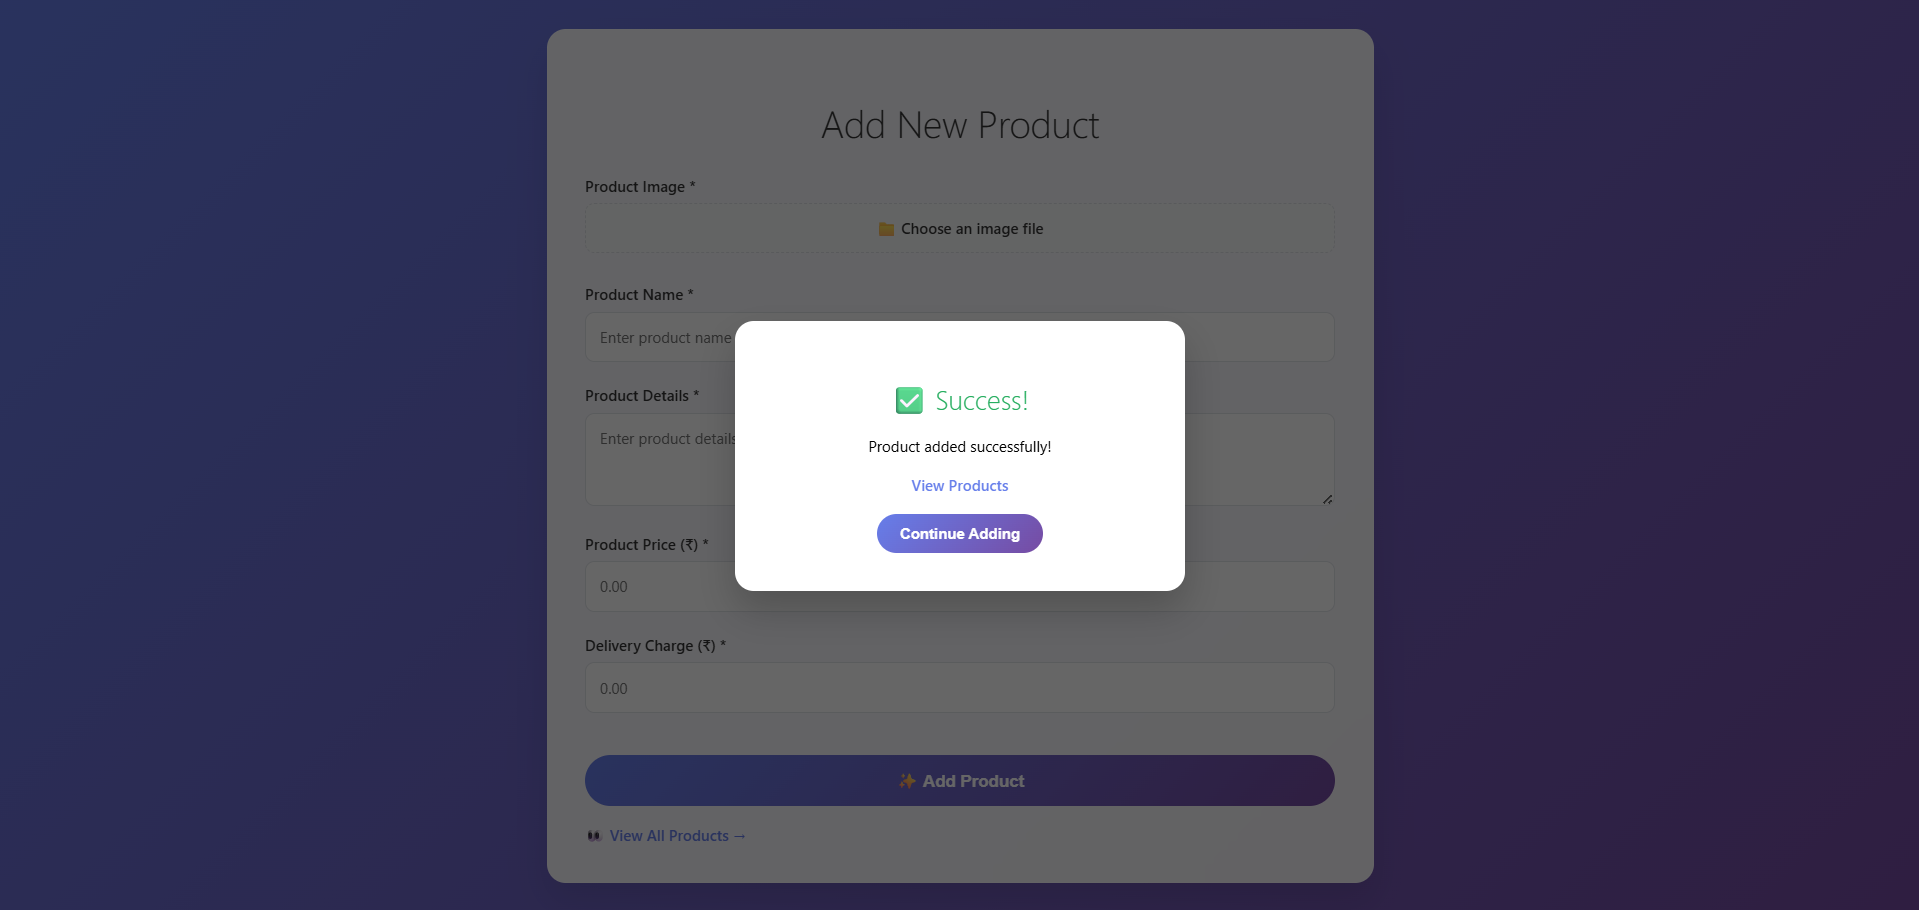 Add New Product
Product Image *
Choose an image file
Product Name *
Enter product name
Product Details *
Enter product details
Success!
Product added successfully!
View Products
Continue Adding
Product Price (₹) *
0.00
Delivery Charge (₹) *
0.00
Add Product
View All Products →